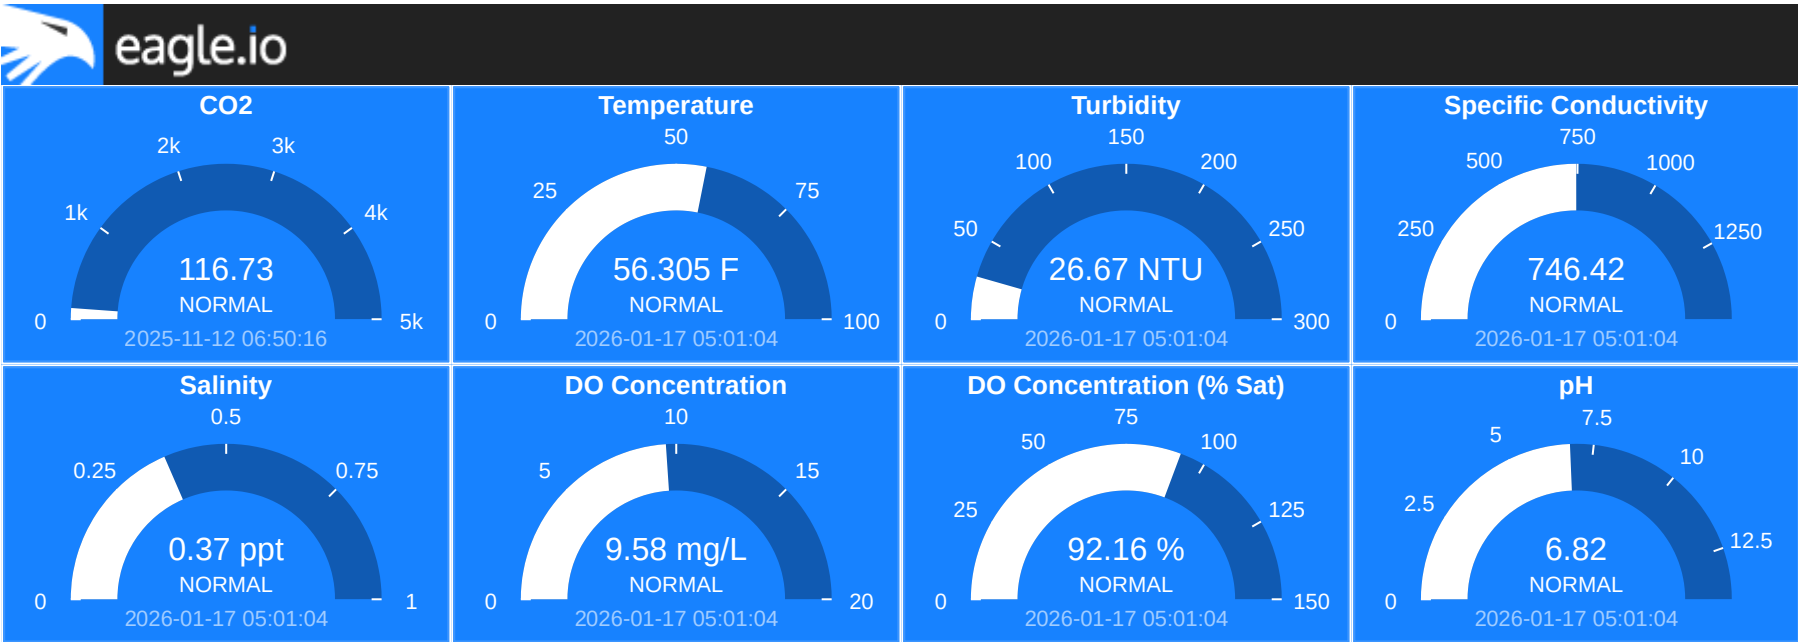 eagle.io
CO2
2k
3k
1k
4k
116.73
NORMAL
0
5k
2025-11-12 06:50:16
Temperature
50
25
75
56.305 F
NORMAL
0
100
2026-01-17 05:01:04
Turbidity
150
100
200
50
250
26.67 NTU
NORMAL
0
300
2026-01-17 05:01:04
Specific Conductivity
750
500
1000
250
1250
746.42
NORMAL
0
2026-01-17 05:01:04
Salinity
0.5
0.25
0.75
0.37 ppt
NORMAL
0
1
2026-01-17 05:01:04
DO Concentration
10
5
15
9.58 mg/L
NORMAL
0
20
2026-01-17 05:01:04
DO Concentration (% Sat)
75
50
100
25
125
92.16 %
NORMAL
0
150
2026-01-17 05:01:04
pH
7.5
5
10
2.5
12.5
6.82
NORMAL
0
2026-01-17 05:01:04